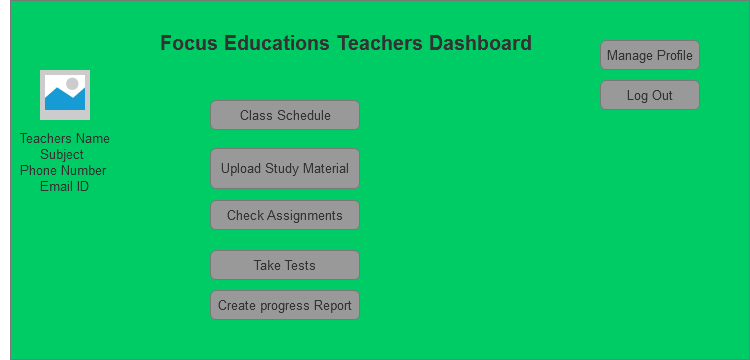 Focus Educations Teachers Dashboard
Manage Profile
Log Out
Teachers Name
Subject
Phone Number
Email ID
Class Schedule
Upload Study Material
Check Assignments
Take Tests
Create progress Report